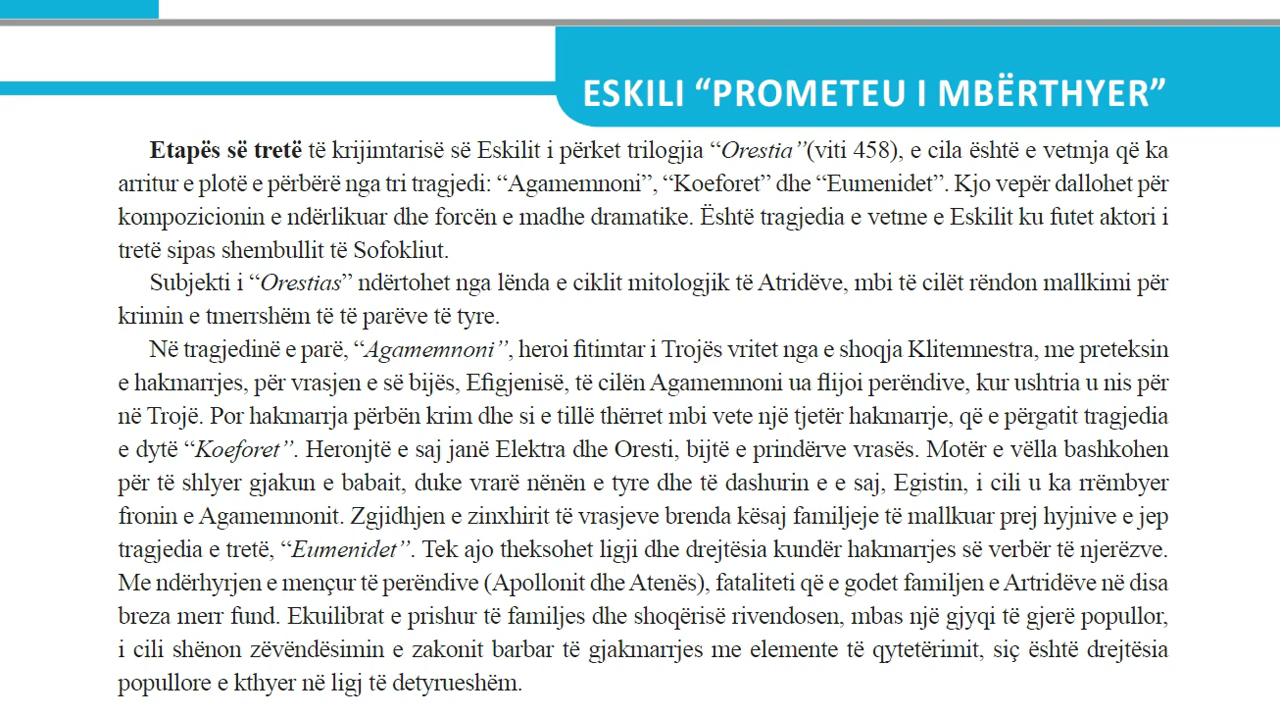 ESKILI “PROMETEU I MBËRTHYER”
Etapës së tretë të krijimtarisë së Eskilit i përket trilogjia “Orestia”(viti 458), e cila është e vetmja që ka
arritur e plotë e përbërë nga tri tragjedi: “Agamemnoni”, “Koeforet” dhe “Eumenidet”. Kjo vepër dallohet për
kompozicionin e ndërlikuar dhe forcën e madhe dramatike. Është tragjedia e vetme e Eskilit ku futet aktori i
tretë sipas shembullit të Sofokliut.
Subjekti i “Orestias” ndërtohet nga lënda e ciklit mitologjik të Atridëve, mbi të cilët rëndon mallkimi për
krimin e tmerrshëm të të parëve të tyre.
Në tragjedinë e parë, “Agamemnoni”, heroi fitimtar i Trojës vritet nga e shoqja Klitemnestra, me preteksin
e hakmarrjes, për vrasjen e së bijës, Efigjenisë, të cilën Agamemnoni ua flijoi perëndive, kur ushtria u nis për
në Trojë. Por hakmarrja përbën krim dhe si e tillë thërret mbi vete një tjetër hakmarrje, që e përgatit tragjedia
e dytë “Koeforet”. Heronjtë e saj janë Elektra dhe Oresti, bijtë e prindërve vrasës. Motër e vëlla bashkohen
për të shlyer gjakun e babait, duke vrarë nënën e tyre dhe të dashurin e e saj, Egistin, i cili u ka rrëmbyer
fronin e Agamemnonit. Zgjidhjen e zinxhirit të vrasjeve brenda kësaj familjeje të mallkuar prej hyjnive e jep
tragjedia e tretë, “Eumenidet”. Tek ajo theksohet ligji dhe drejtësia kundër hakmarrjes së verbër të njerëzve.
Me ndërhyrjen e mençur të perëndive (Apollonit dhe Atenës), fataliteti që e godet familjen e Artridëve në disa
breza merr fund. Ekuilibrat e prishur të familjes dhe shoqërisë rivendosen, mbas një gjyqi të gjerë popullor,
i cili shënon zëvëndësimin e zakonit barbar të gjakmarrjes me elemente të qytetërimit, siç është drejtësia
popullore e kthyer në ligj të detyrueshëm.